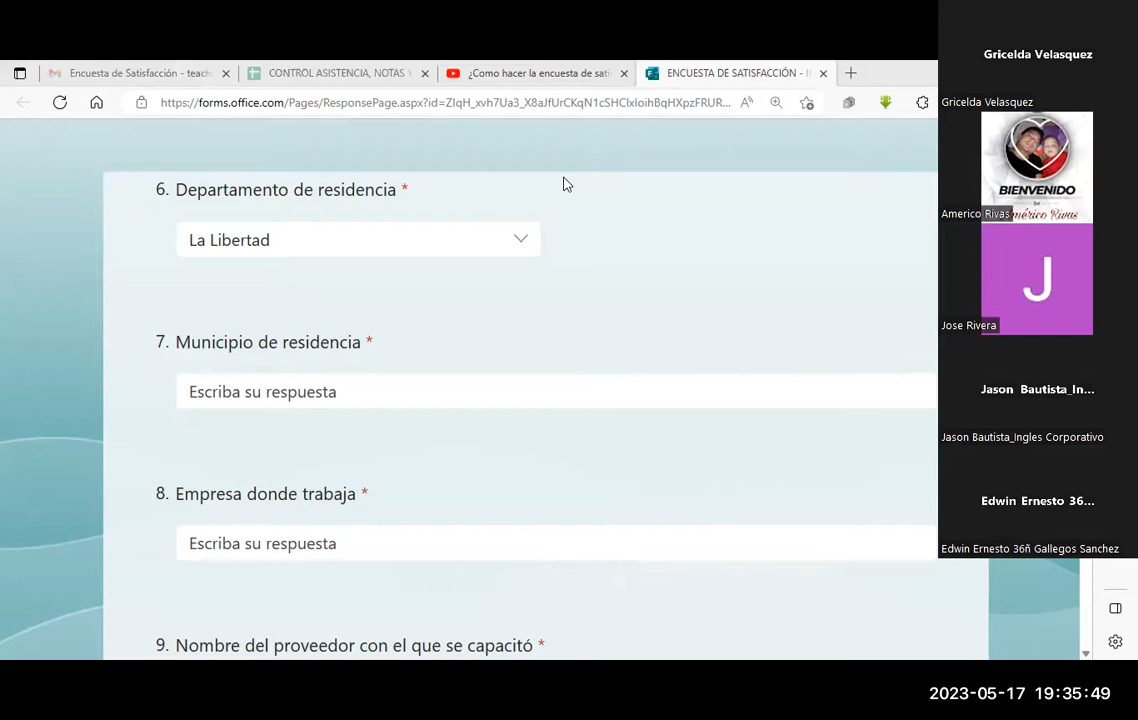 Encuesta de Satisfacción - teach
CONTROL ASISTENCIA, NOTAS
¿Como hacer la encuesta de sati
ENCUESTA DE SATISFACCIÓN - I
https://forms.office.com/Pages/ResponsePage.aspx?id=ZIqH_xvh7Ua3_X8aJfUrCKqN1cSHClxIoihBqHXpzFRUR...
6. Departamento de residencia *
La Libertad
7. Municipio de residencia *
Escriba su respuesta
8. Empresa donde trabaja *
Escriba su respuesta
9. Nombre del proveedor con el que se capacitó *
Gricelda Velasquez
Gricelda Velasquez
BIENVENIDO
Américo Rivas
Americo Rivas
J
Jose Rivera
Jason Bautista_In...
Jason Bautista_Ingles Corporativo
Edwin Ernesto 36...
Edwin Ernesto 36ñ Gallegos Sanchez
2023-05-17 19:35:49